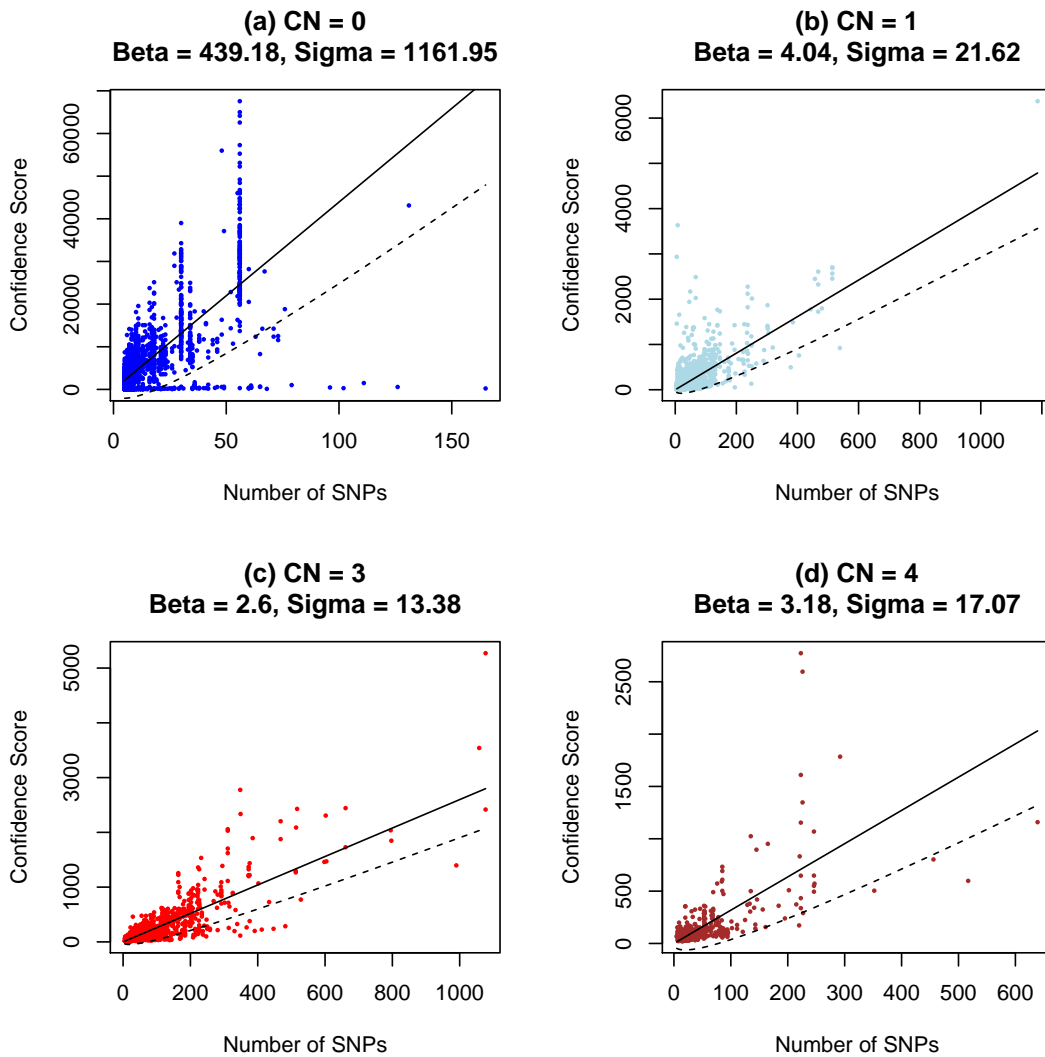 (a) CN = 0
Beta = 439.18, Sigma = 1161.95
Confidence Score
0 20000 40000 60000
0 50 100 150
Number of SNPs
(b) CN = 1
Beta = 4.04, Sigma = 21.62
Confidence Score
0 2000 4000 6000
0 200 400 600 800 1000
Number of SNPs
(c) CN = 3
Beta = 2.6, Sigma = 13.38
Confidence Score
0 1000 3000 5000
0 200 400 600 800 1000
Number of SNPs
(d) CN = 4
Beta = 3.18, Sigma = 17.07
Confidence Score
0 500 1500 2500
0 100 200 300 400 500 600
Number of SNPs